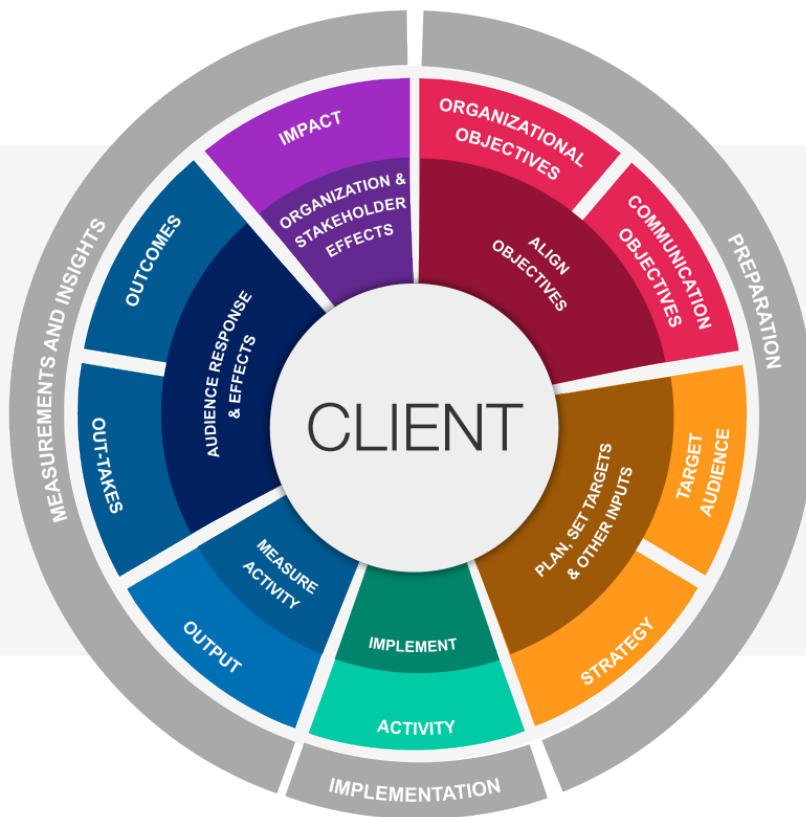 PREPARATION
ORGANIZATIONAL
OBJECTIVES
COMMUNICATION
OBJECTIVES
ALIGN
OBJECTIVES
TARGET
AUDIENCE
STRATEGY
PLAN, SET TARGETS
& OTHER INPUTS
IMPLEMENTATION
ACTIVITY
IMPLEMENT
MEASUREMENTS AND INSIGHTS
OUTPUT
MEASURE
ACTIVITY
OUT-TAKES
OUTCOMES
AUDIENCE RESPONSE
& EFFECTS
IMPACT
ORGANIZATION &
STAKEHOLDER
EFFECTS
CLIENT